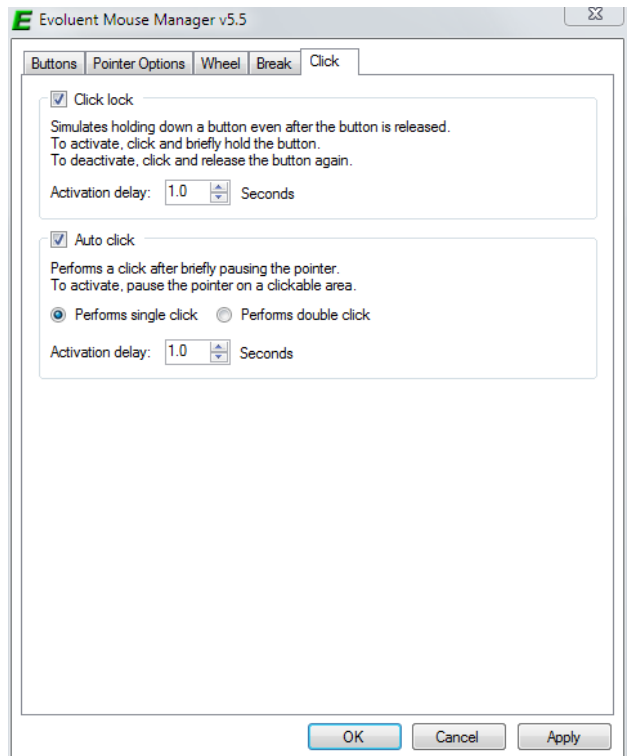 Evoluent Mouse Manager v5.5
Buttons Pointer Options Wheel Break Click
Click lock
Simulates holding down a button even after the button is released.
To activate, click and briefly hold the button.
To deactivate, click and release the button again.
Activation delay: 1.0 Seconds
Auto click
Performs a click after briefly pausing the pointer.
To activate, pause the pointer on a clickable area.
Performs single click Performs double click
Activation delay: 1.0 Seconds
OK Cancel Apply